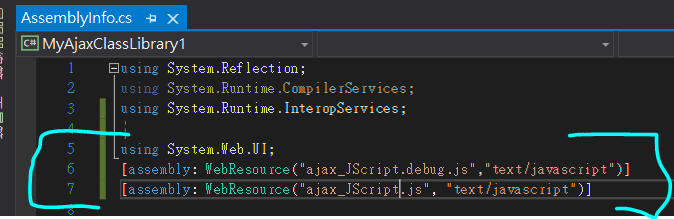 AssemblyInfo.cs
C# MyAjaxClassLibrary1
1 using System.Reflection;
2 using System.Runtime.CompilerServices;
3 using System.Runtime.InteropServices;
4
5 using System.Web.UI;
6 [assembly: WebResource("ajax_JScript.debug.js","text/javascript")]
7 [assembly: WebResource("ajax_JScript.js", "text/javascript")]
8